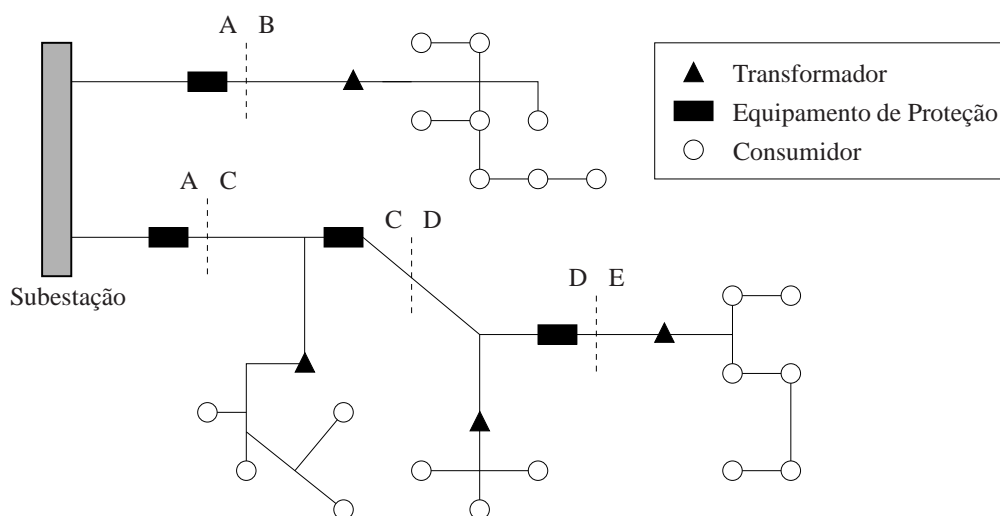 A B
Transformador
Equipamento de Proteção
Consumidor
A C
C D
Subestação
D E